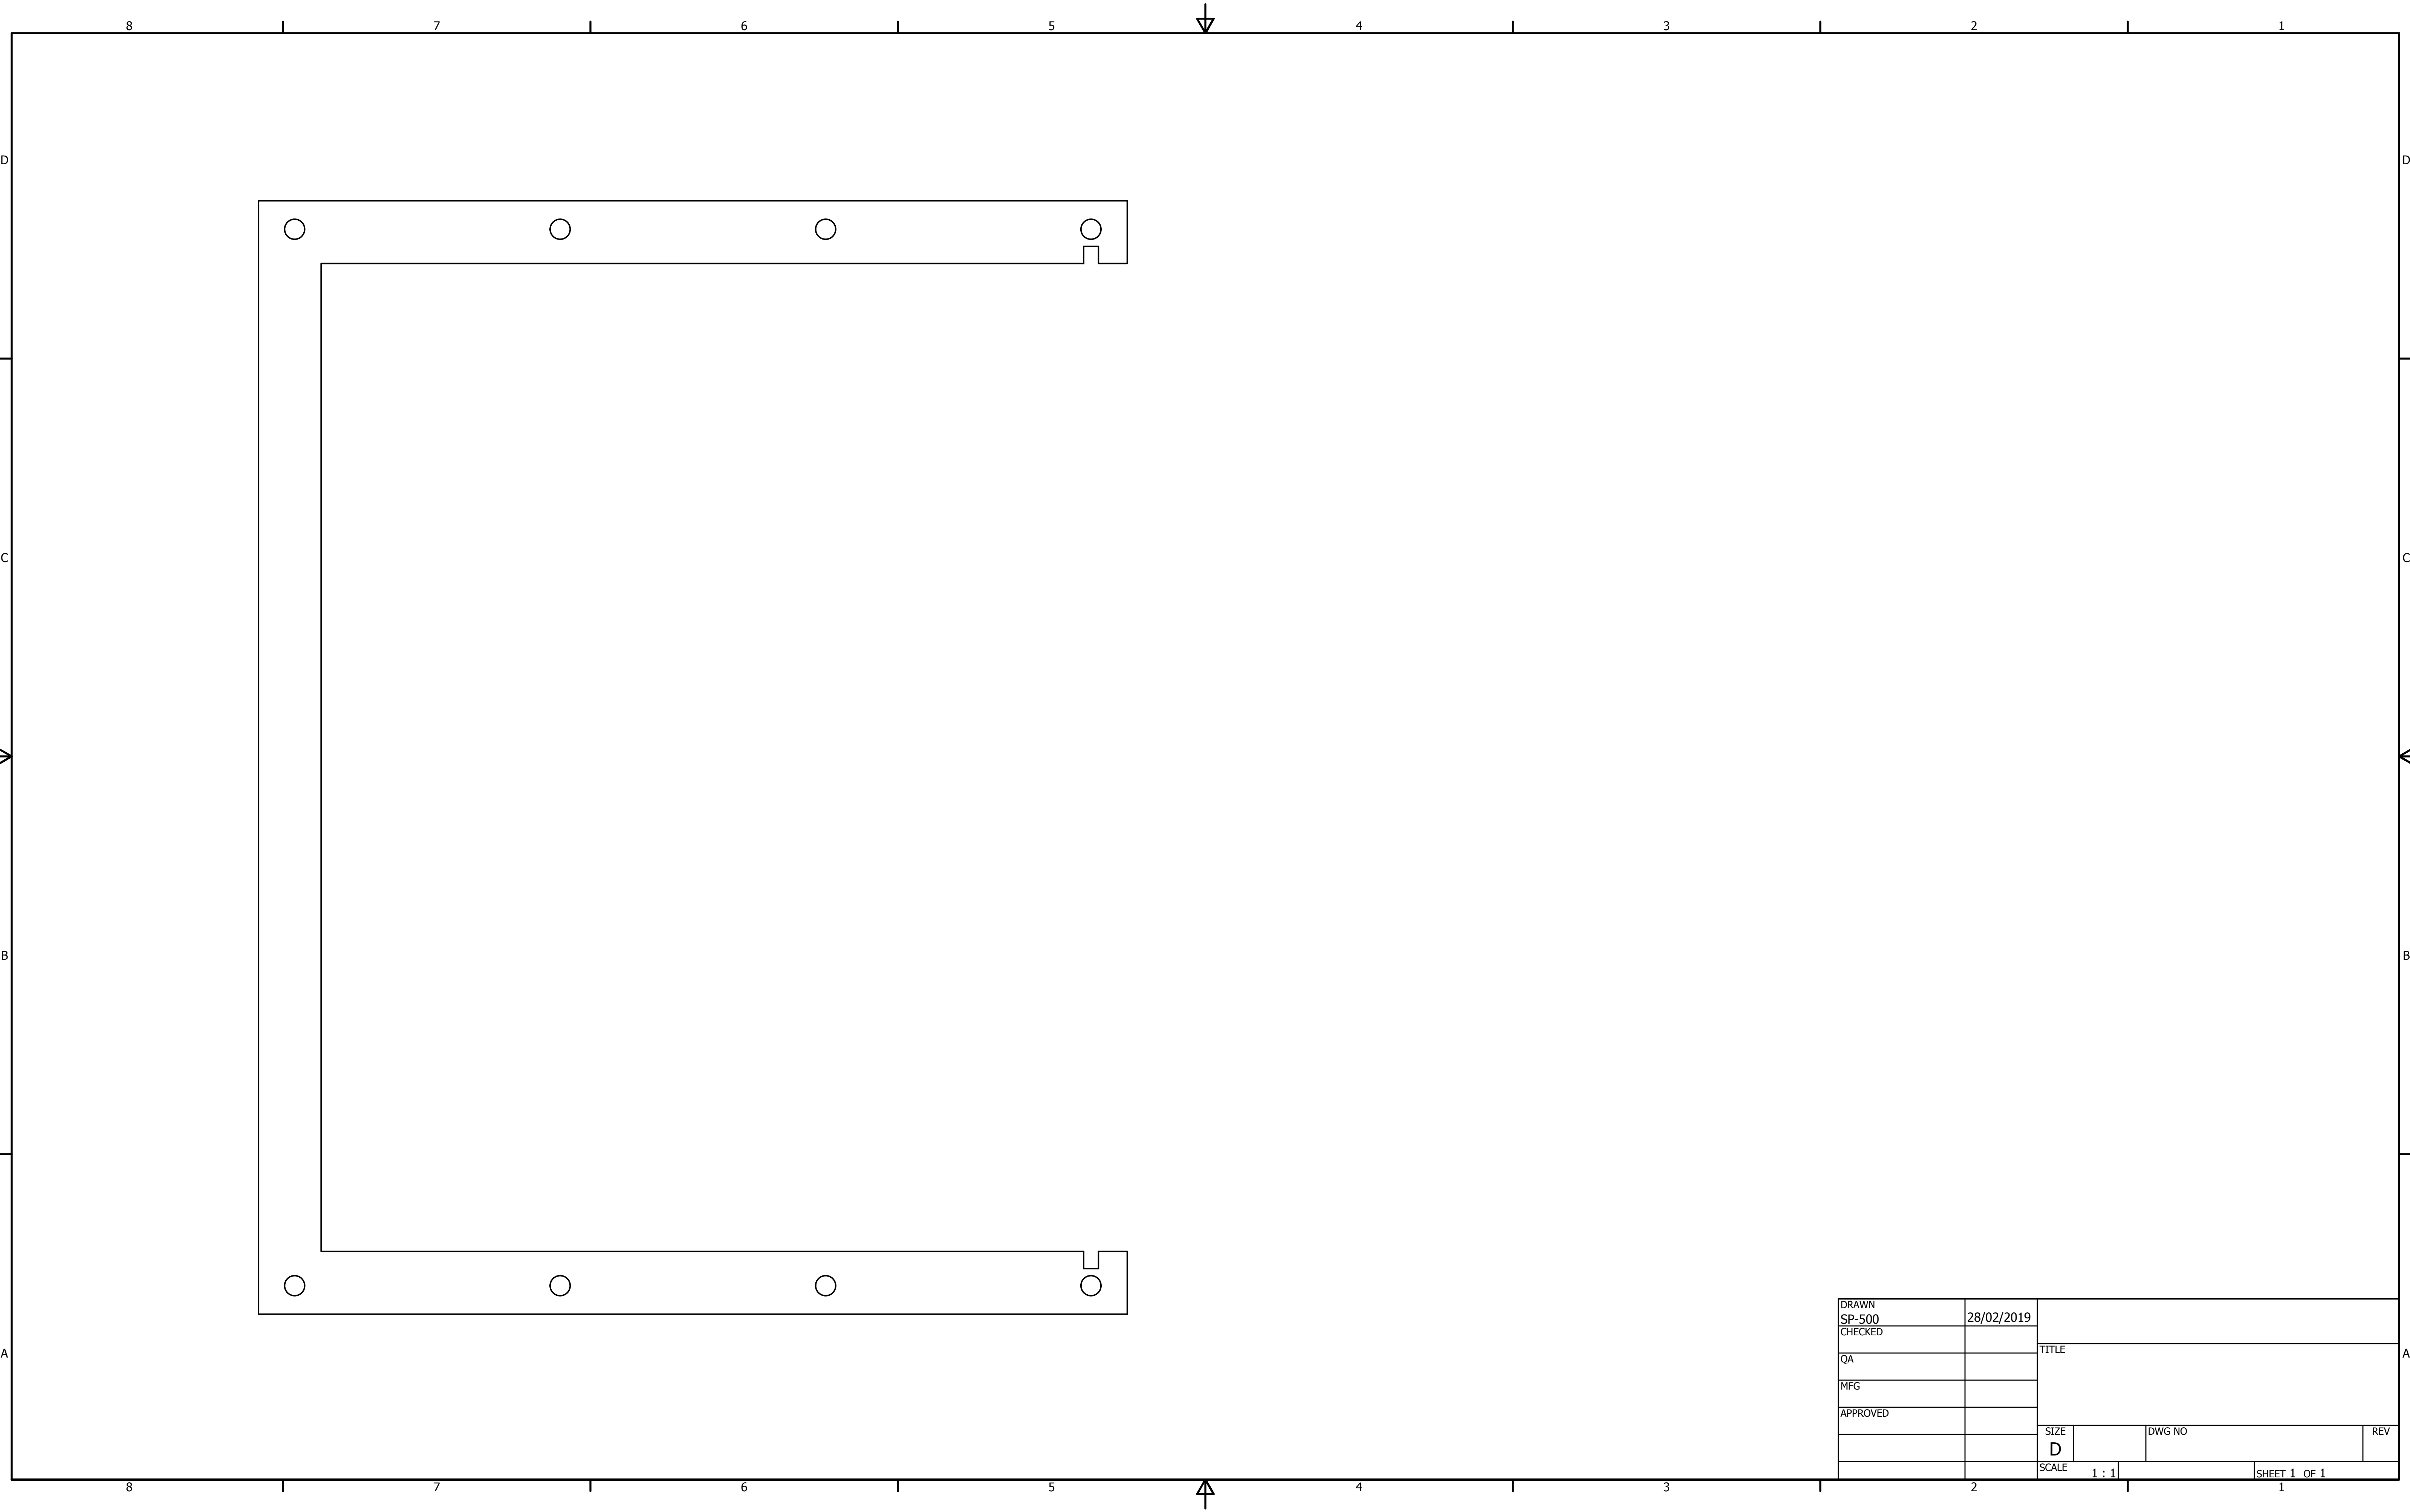 8 7 6 5 4 3 2 1
D D
C C
B B
A A
DRAWN
SP-500 28/02/2019
CHECKED
QA
MFG
APPROVED
TITLE
SIZE DWG NO REV
D
SCALE 1 : 1 SHEET 1 OF 1
8 7 6 5 4 3 2 1